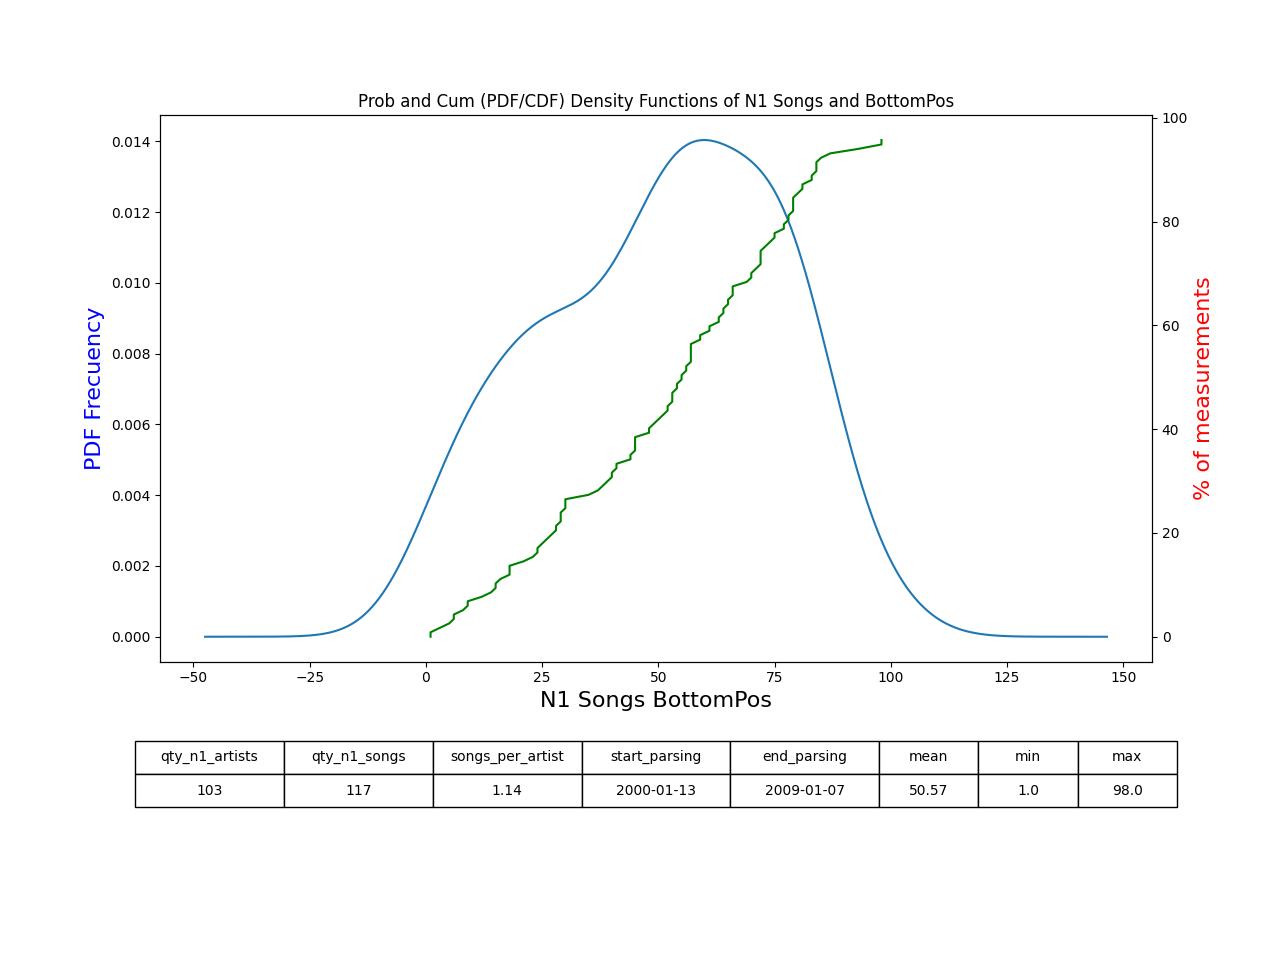 Prob and Cum (PDF/CDF) Density Functions of N1 Songs and BottomPos
PDF Frecuency
0.014
0.012
0.010
0.008
0.006
0.004
0.002
0.000
100
80
60
40
20
0
% of measurements
−50 −25 0 25 50 75 100 125 150
N1 Songs BottomPos
qty_n1_artists qty_n1_songs songs_per_artist start_parsing end_parsing mean min max
103 117 1.14 2000-01-13 2009-01-07 50.57 1.0 98.0